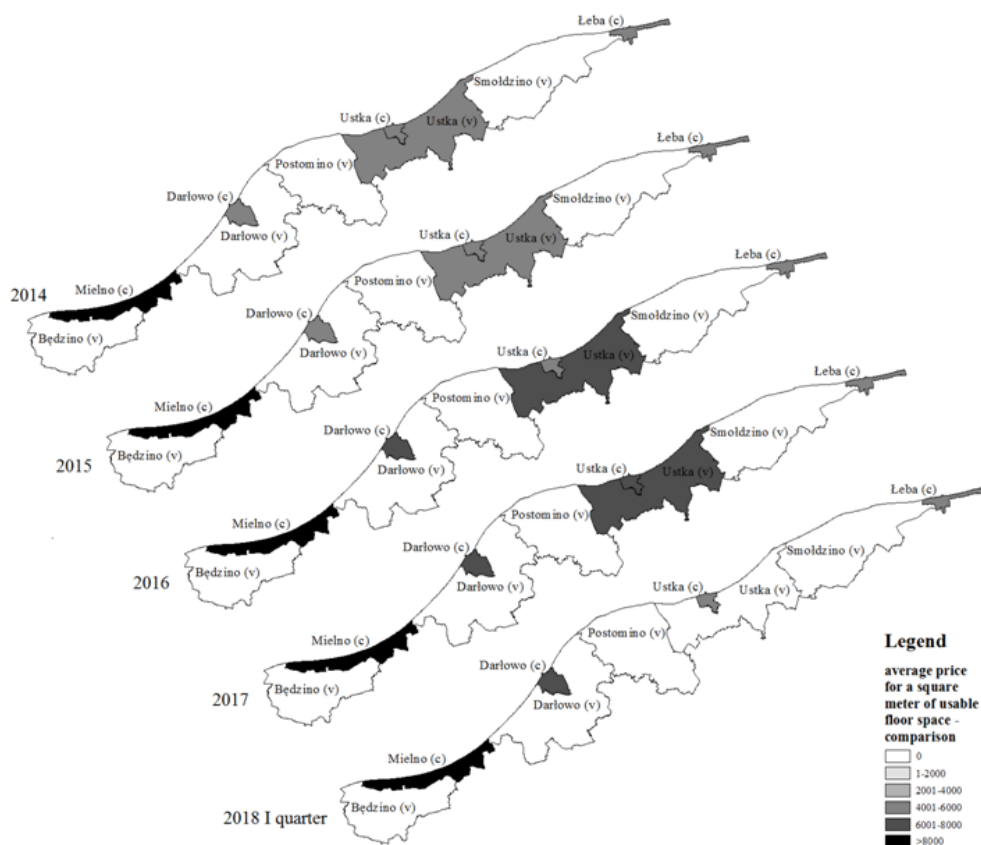 Łeba (c)
Smołdzino (v)
Ustka (c)
Ustka (v)
Postomino (v)
Darłowo (c)
Darłowo (v)
2014
Mielno (c)
Będzino (v)
Łeba (c)
Smołdzino (v)
Ustka (c)
Ustka (v)
Postomino (v)
Darłowo (c)
Darłowo (v)
2015
Mielno (c)
Będzino (v)
Łeba (c)
Smołdzino (v)
Ustka (c)
Ustka (v)
Postomino (v)
Darłowo (c)
Darłowo (v)
2016
Mielno (c)
Będzino (v)
Łeba (c)
Smołdzino (v)
Ustka (c)
Ustka (v)
Postomino (v)
Darłowo (c)
Darłowo (v)
2017
Mielno (c)
Będzino (v)
Łeba (c)
Smołdzino (v)
Ustka (c)
Ustka (v)
Postomino (v)
Darłowo (c)
Darłowo (v)
2018 I quarter
Mielno (c)
Będzino (v)
Legend
average price
for a square
meter of usable
floor space -
comparison
0
1-2000
2001-4000
4001-6000
6001-8000
>8000